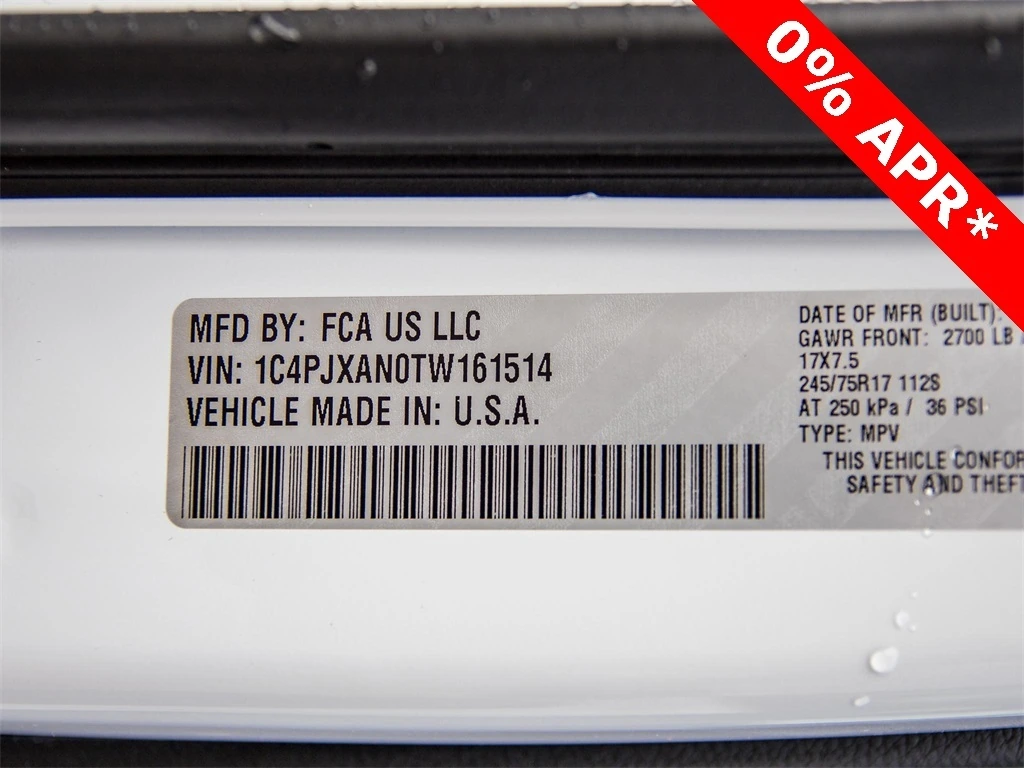 0% APR*
MFD BY: FCA US LLC
VIN: 1C4PJXAN0TW161514
VEHICLE MADE IN: U.S.A.
DATE OF MFR (BUILT):
GAWR FRONT: 2700 LB
17X7.5
245/75R17 112S
AT 250 kPa / 36 PSI
TYPE: MPV
THIS VEHICLE CONFOR
SAFETY AND THEFT